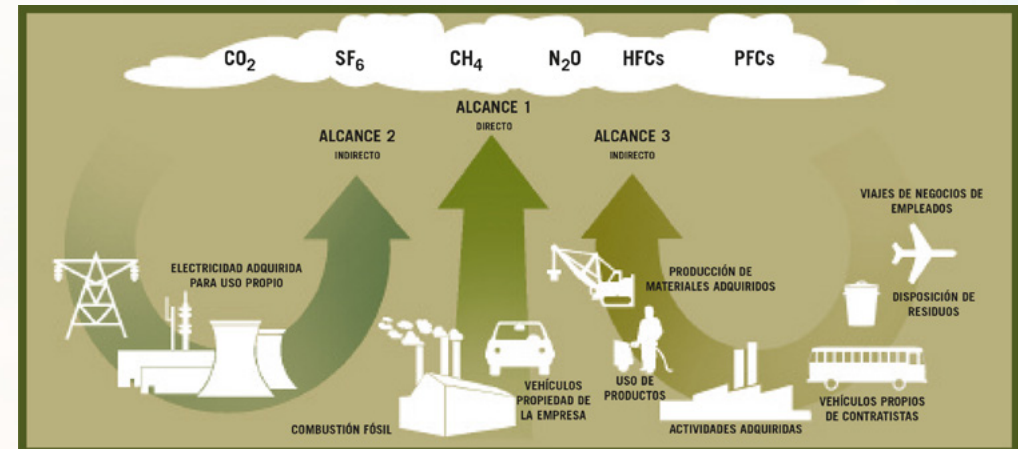 CO₂ SF₆ CH₄ N₂O HFCs PFCs
ALCANCE 1
DIRECTO
ALCANCE 2
INDIRECTO
ALCANCE 3
INDIRECTO
ELECTRICIDAD ADQUIRIDA
PARA USO PROPIO
COMBUSTIÓN FÓSIL
VEHÍCULOS
PROPIEDAD DE
LA EMPRESA
PRODUCCIÓN DE
MATERIALES ADQUIRIDOS
USO DE
PRODUCTOS
ACTIVIDADES ADQUIRIDAS
VIAJES DE NEGOCIOS DE
EMPLEADOS
DISPOSICIÓN DE
RESIDUOS
VEHÍCULOS PROPIOS
DE CONTRATISTAS